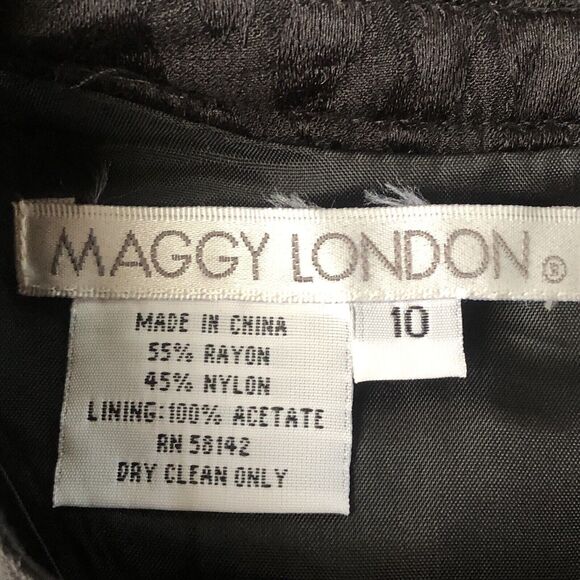 MAGGY LONDON®
10
MADE IN CHINA
55% RAYON
45% NYLON
LINING:100% ACETATE
RN 58142
DRY CLEAN ONLY